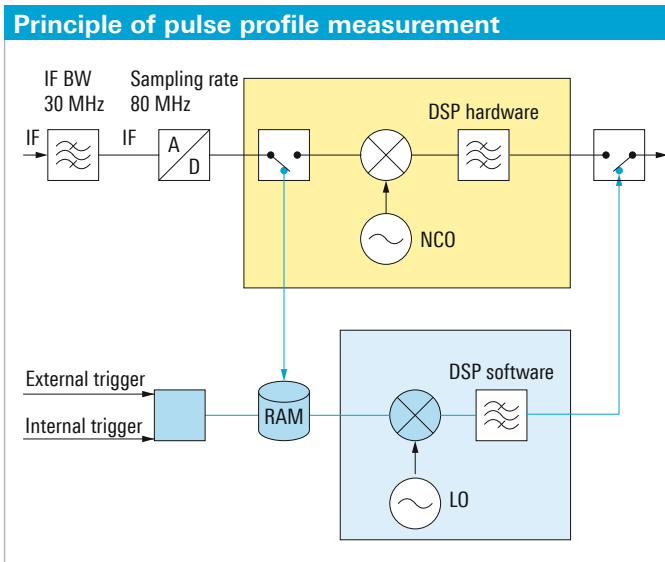 Principle of pulse profile measurement
IF BW
30 MHz
Sampling rate
80 MHz
DSP hardware
IF
IF
A
D
NCO
External trigger
Internal trigger
RAM
DSP software
LO